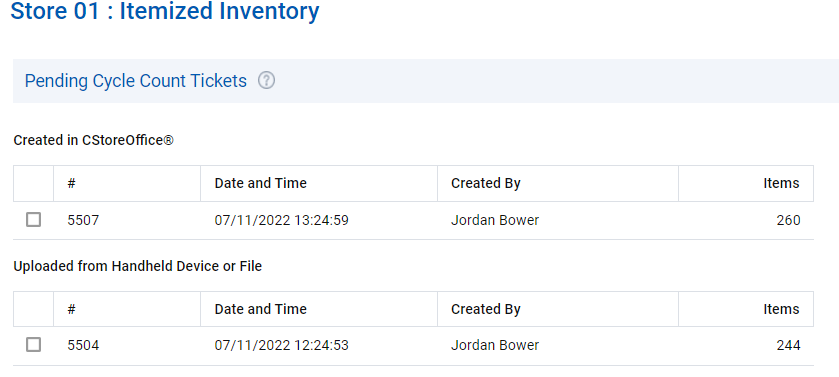 Store 01 : Itemized Inventory
Pending Cycle Count Tickets ?
Created in CStoreOffice®
# Date and Time Created By Items
5507 07/11/2022 13:24:59 Jordan Bower 260
Uploaded from Handheld Device or File
# Date and Time Created By Items
5504 07/11/2022 12:24:53 Jordan Bower 244